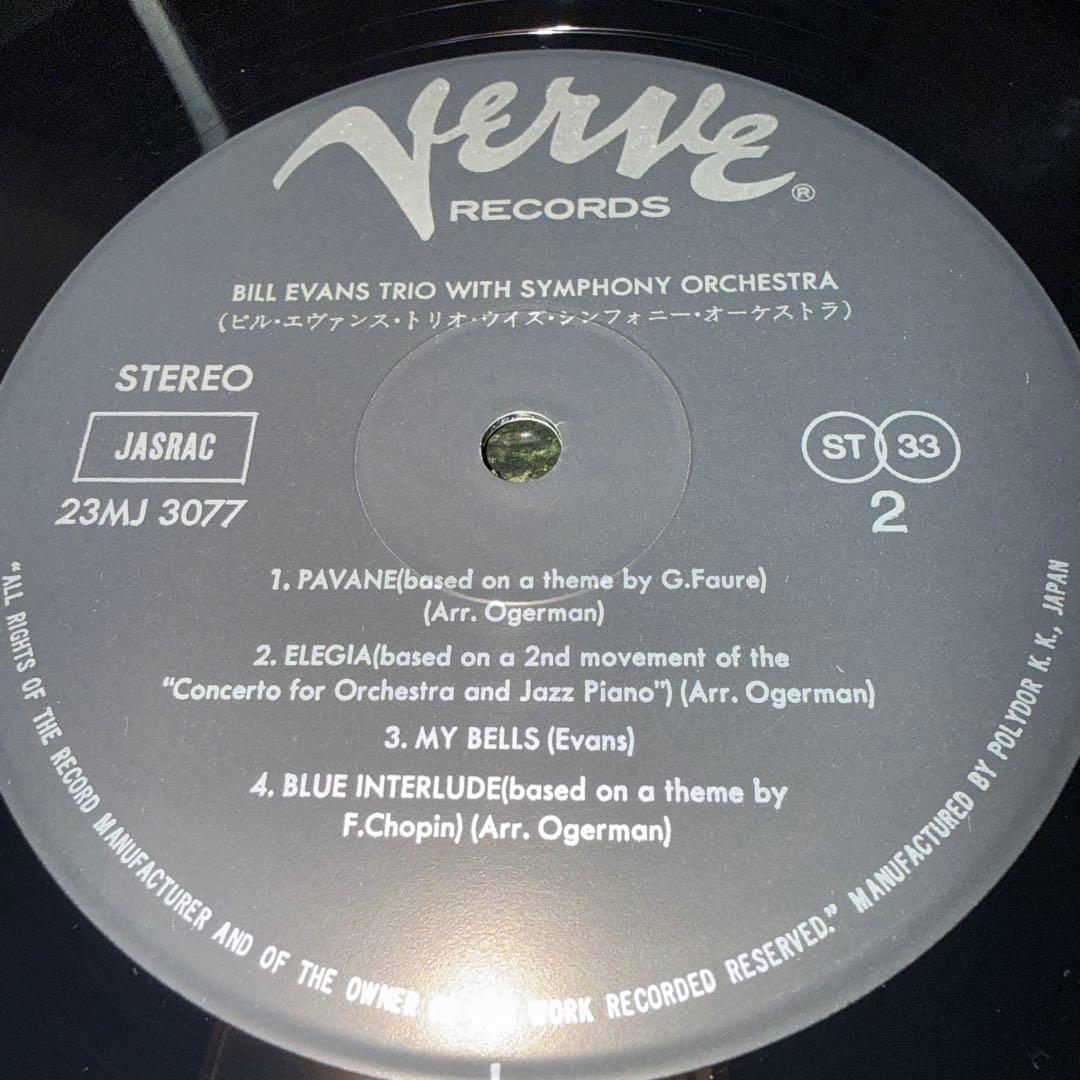 Verve
RECORDS ®
BILL EVANS TRIO WITH SYMPHONY ORCHESTRA
(ビル・エヴァンス・トリオ・ウイズ・シンフォニー・オーケストラ)
STEREO
JASRAC
23MJ 3077
ST 33
2
1. PAVANE(based on a theme by G.Faure)
(Arr. Ogerman)
2. ELEGIA(based on a 2nd movement of the
“Concerto for Orchestra and Jazz Piano”) (Arr. Ogerman)
3. MY BELLS (Evans)
4. BLUE INTERLUDE(based on a theme by
F.Chopin) (Arr. Ogerman)
“ALL RIGHTS OF THE RECORD MANUFACTURER AND OF THE OWNER WORK RECORDED RESERVED.” MANUFACTURED BY POLYDOR K. K., JAPAN